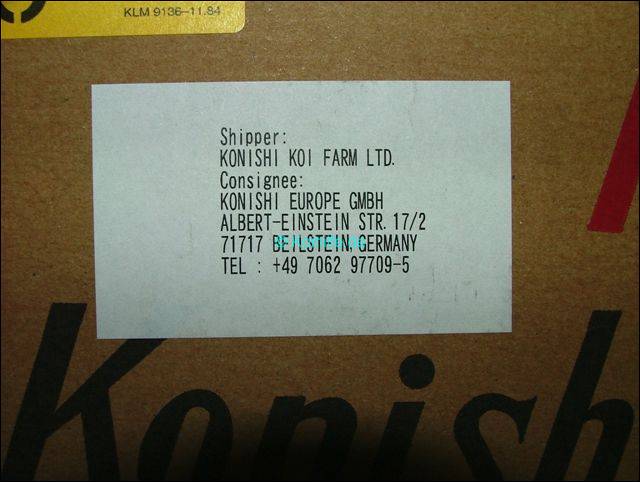 KLM 9136-11.84
Shipper:
KONISHI KOI FARM LTD.
Consignee:
KONISHI EUROPE GMBH
ALBERT-EINSTEIN STR. 17/2
71717 BEILSTEIN, GERMANY
TEL : +49 7062 97709-5
Konish